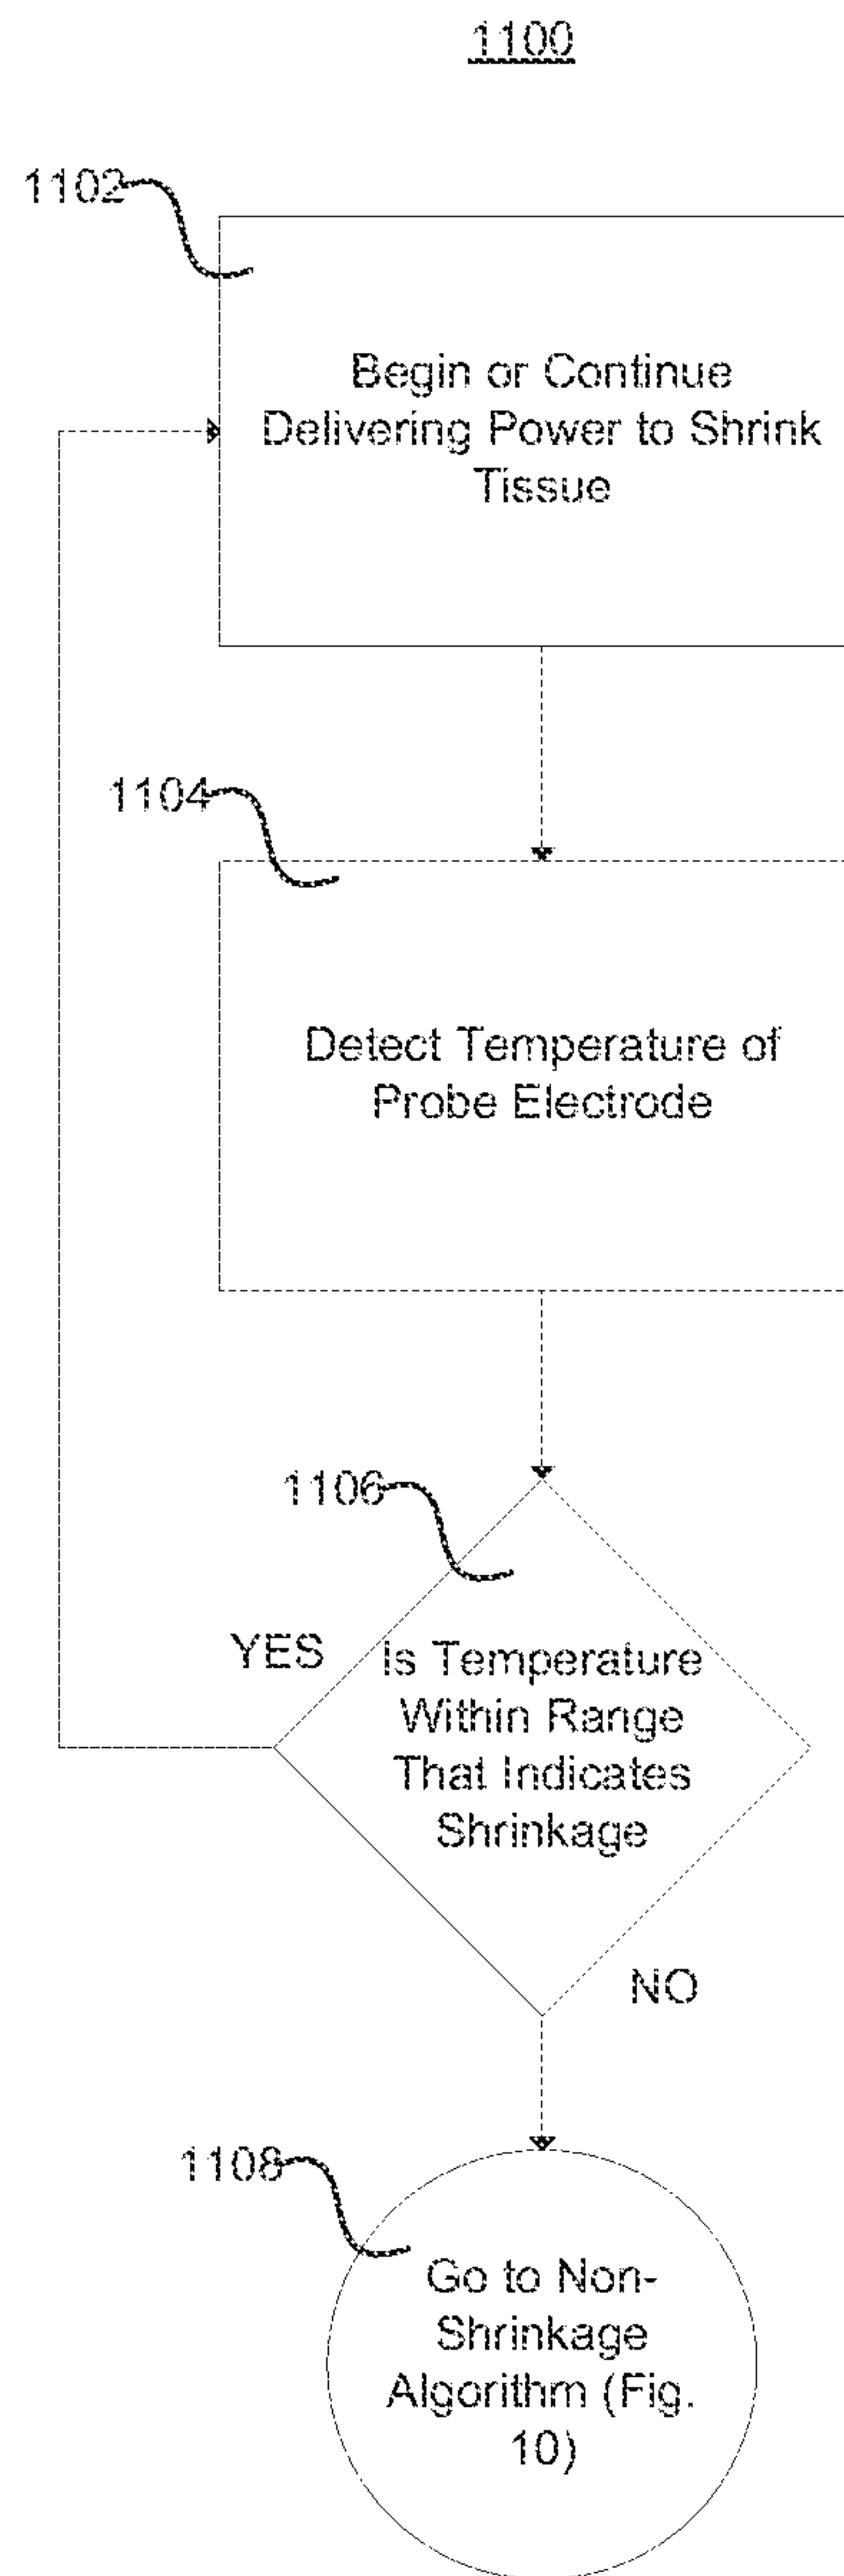 1100
1102
Begin or Continue
Delivering Power to Shrink
Tissue
1104
Detect Temperature of
Probe Electrode
1106
YES
Is Temperature
Within Range
That Indicates
Shrinkage
NO
1108
Go to Non-
Shrinkage
Algorithm (Fig.
10)